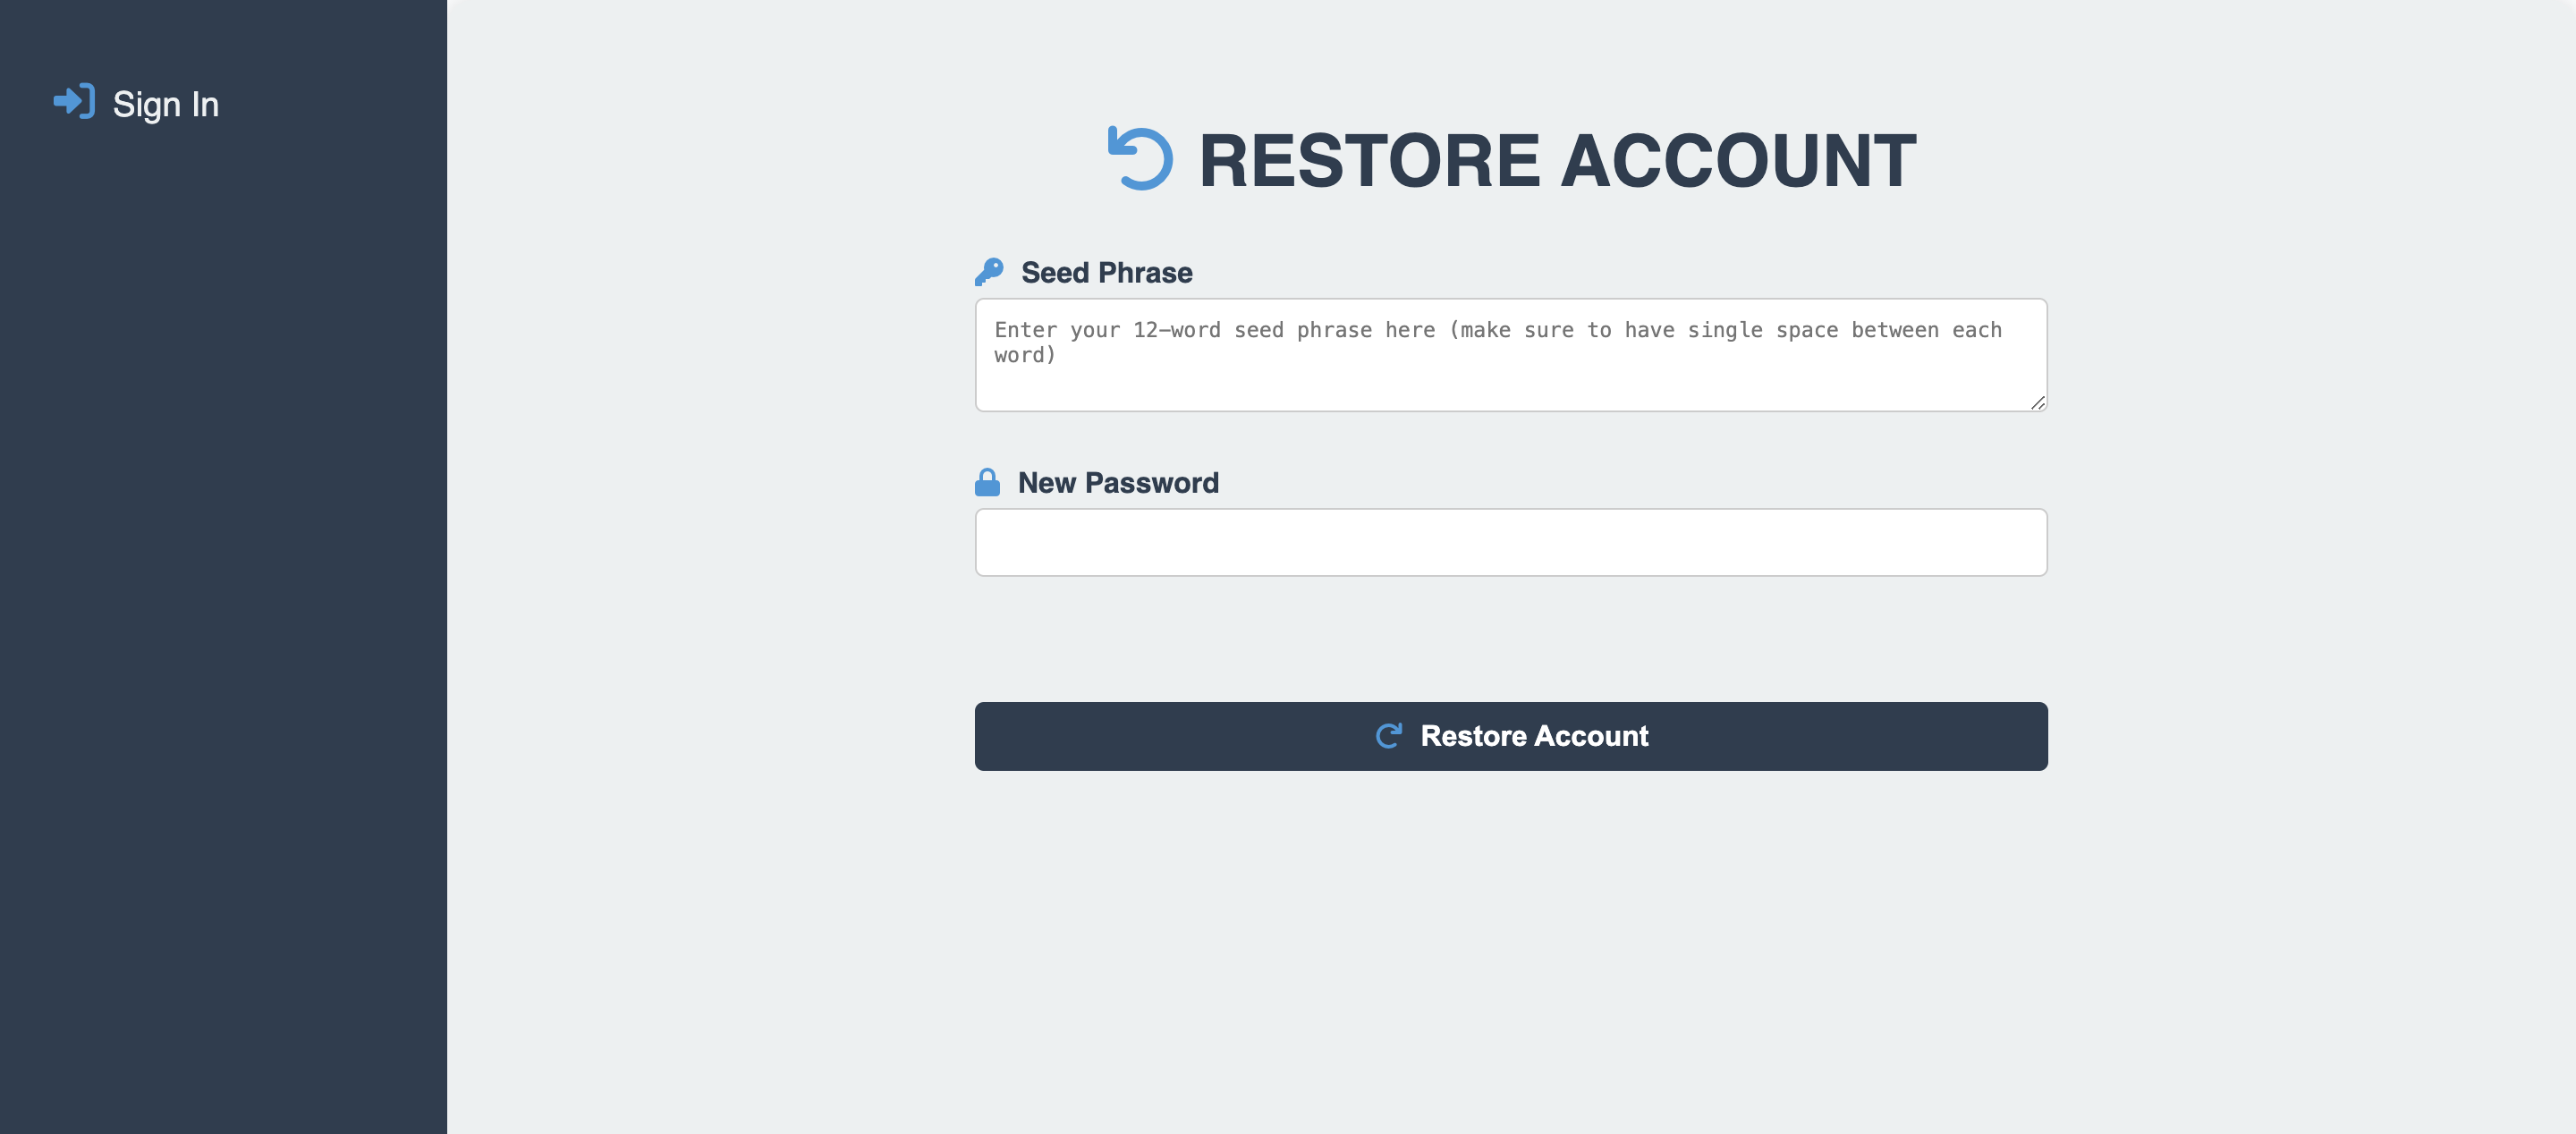 Sign In
RESTORE ACCOUNT
Seed Phrase
Enter your 12-word seed phrase here (make sure to have single space between each
word)
New Password
Restore Account